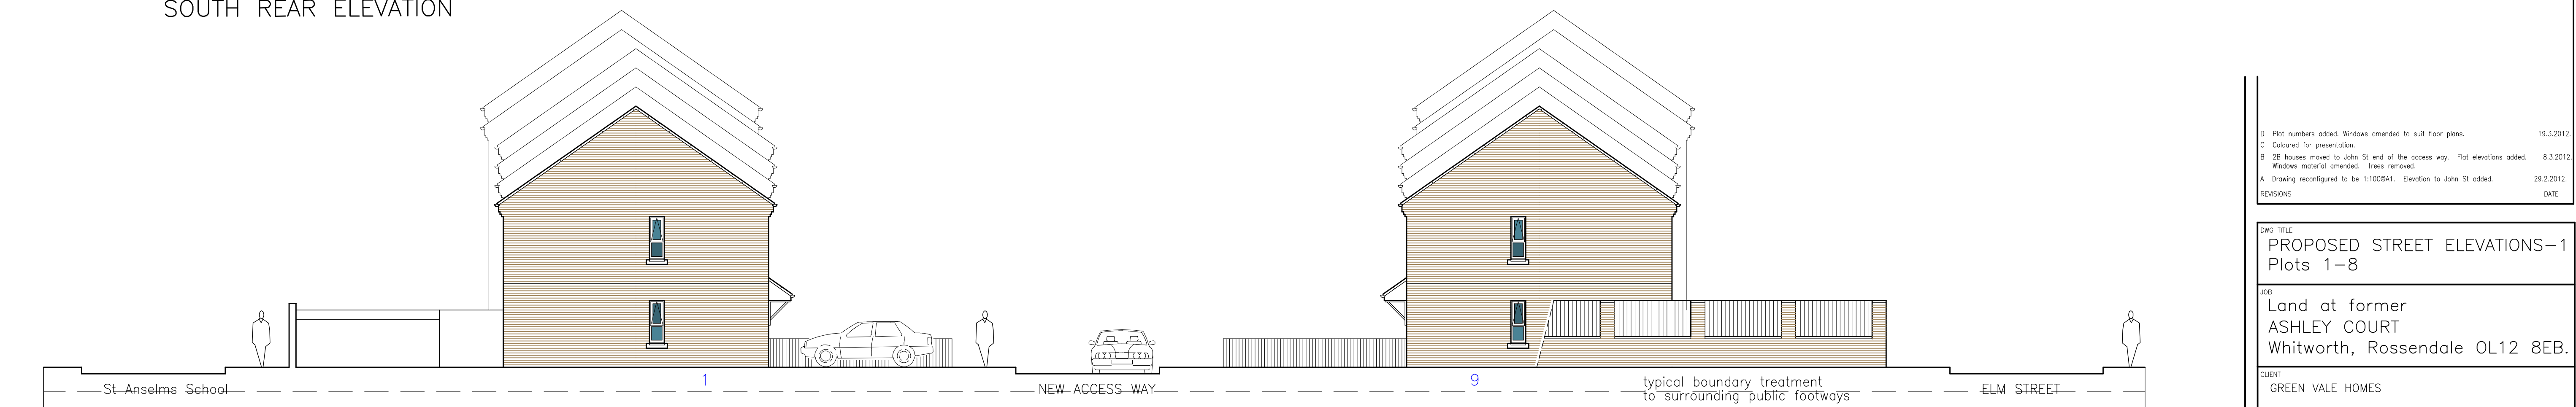 SOUTH REAR ELEVATION
St Anselms School
1
NEW ACCESS WAY
9
typical boundary treatment
to surrounding public footways
ELM STREET
D Plot numbers added. Windows amended to suit floor plans. 19.3.2012.
C Coloured for presentation.
B 2B houses moved to John St end of the access way. Flat elevations added. 8.3.2012.
Windows material amended. Trees removed.
A Drawing reconfigured to be 1:100@A1. Elevation to John St added. 29.2.2012.
REVISIONS DATE
DWG TITLE
PROPOSED STREET ELEVATIONS-1
Plots 1-8
JOB
Land at former
ASHLEY COURT
Whitworth, Rossendale OL12 8EB.
CLIENT
GREEN VALE HOMES